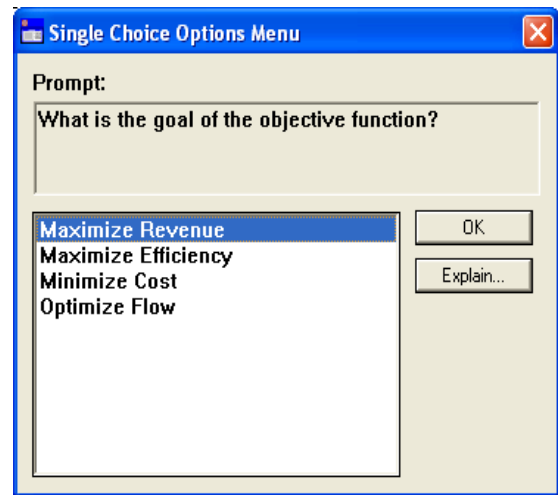 Single Choice Options Menu
Prompt:
What is the goal of the objective function?
Maximize Revenue
Maximize Efficiency
Minimize Cost
Optimize Flow
OK
Explain...